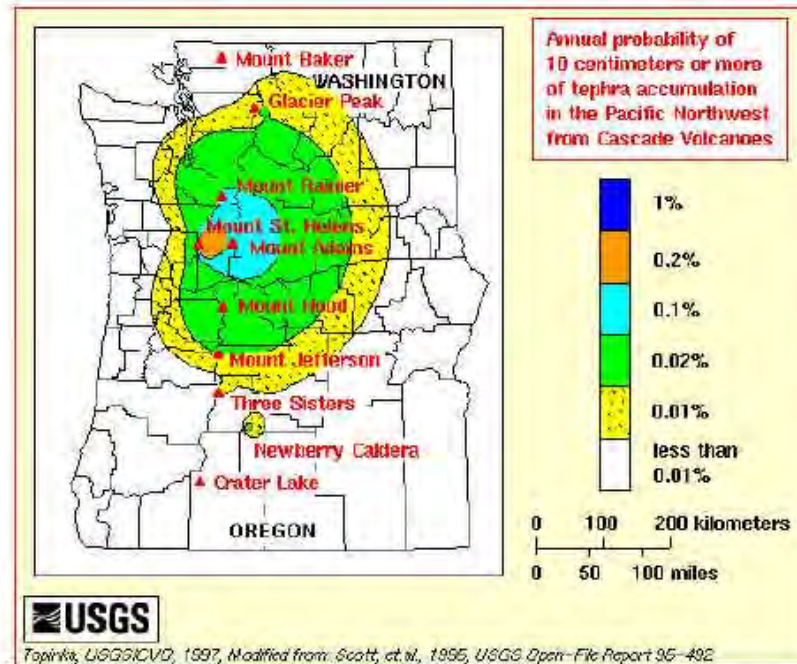 Mount Baker
WASHINGTON
Glacier Peak
Mount Rainier
Mount St. Helens
Mount Adams
Mount Hood
Mount Jefferson
Three Sisters
Newberry Caldera
Crater Lake
OREGON
Annual probability of
10 centimeters or more
of tephra accumulation
in the Pacific Northwest
from Cascade Volcanoes
1%
0.2%
0.1%
0.02%
0.01%
less than
0.01%
0 100 200 kilometers
0 50 100 miles
USGS
Topinka, USGS/CVO, 1997, Modified from: Scott, et.al., 1995, USGS Open-File Report 95-492